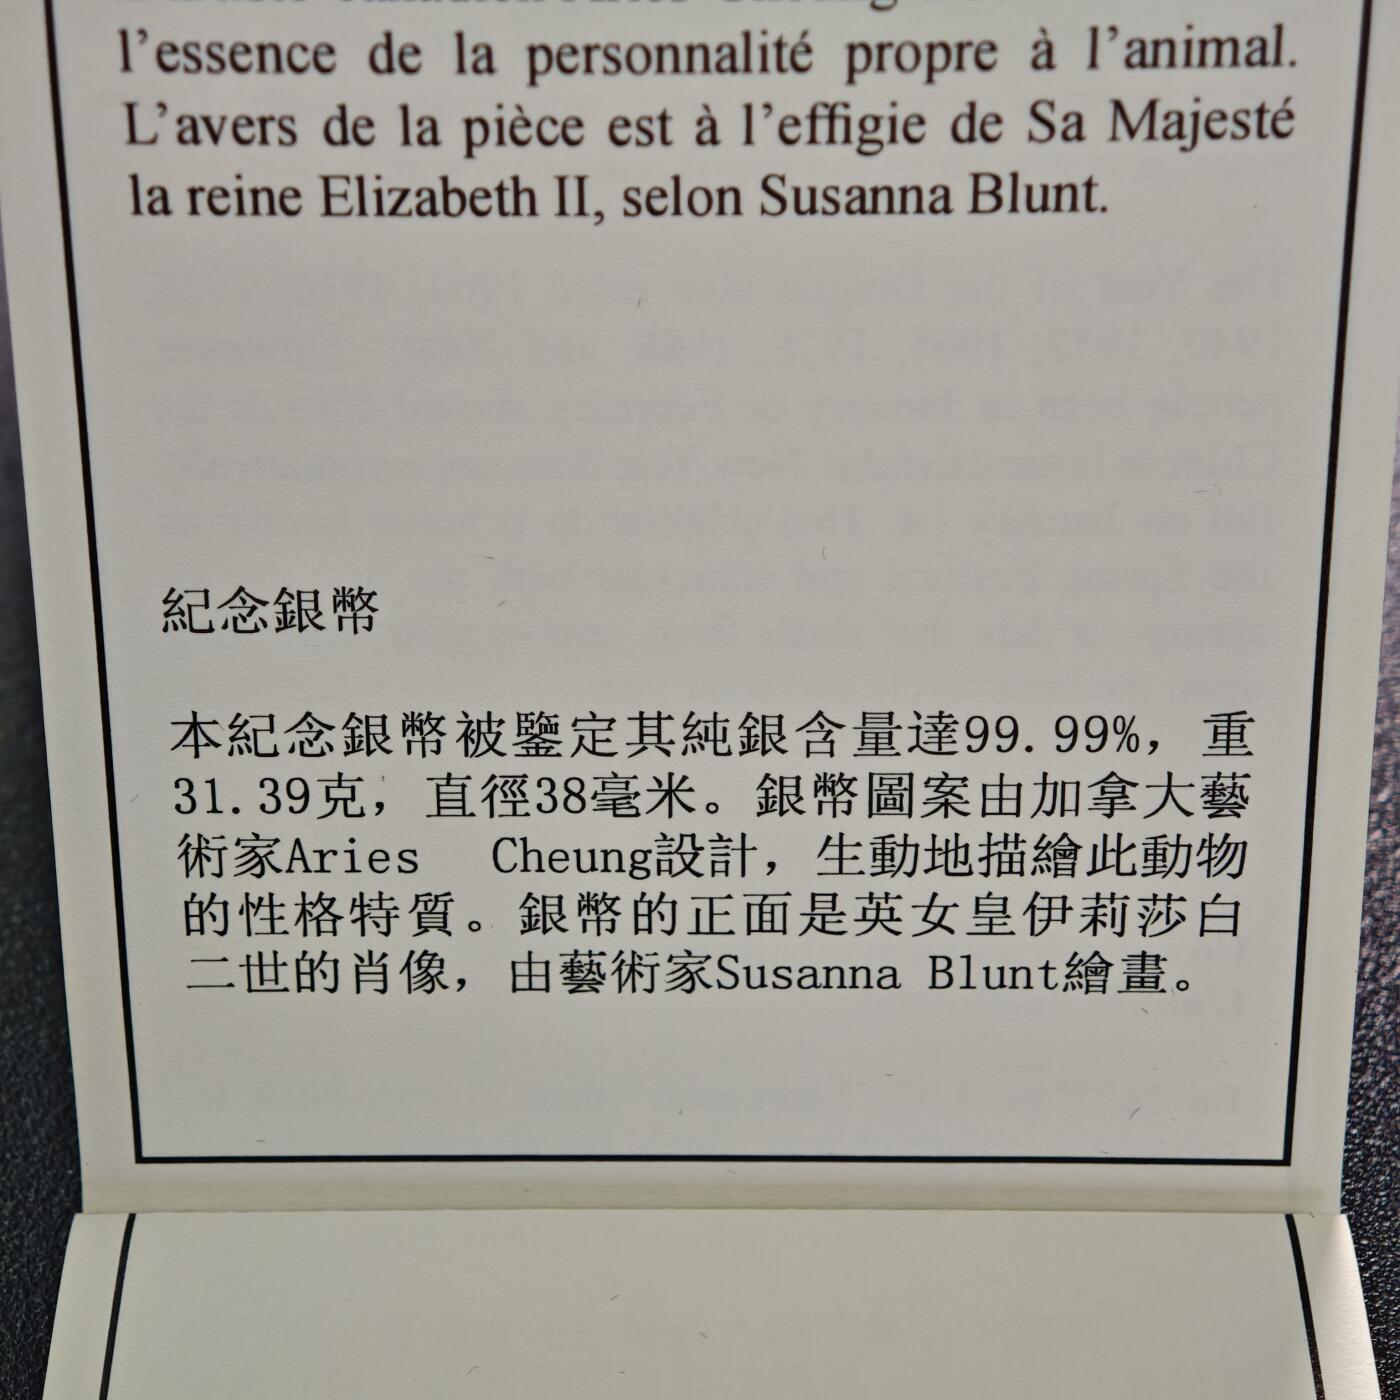 l’essence de la personnalité propre à l’animal.
L’avers de la pièce est à l’effigie de Sa Majesté
la reine Elizabeth II, selon Susanna Blunt.
紀念銀幣
本紀念銀幣被鑒定其純銀含量達99.99%，重
31.39克，直徑38毫米。銀幣圖案由加拿大藝
術家Aries Cheung設計，生動地描繪此動物
的性格特質。銀幣的正面是英女皇伊莉莎白
二世的肖像，由藝術家Susanna Blunt繪畫。